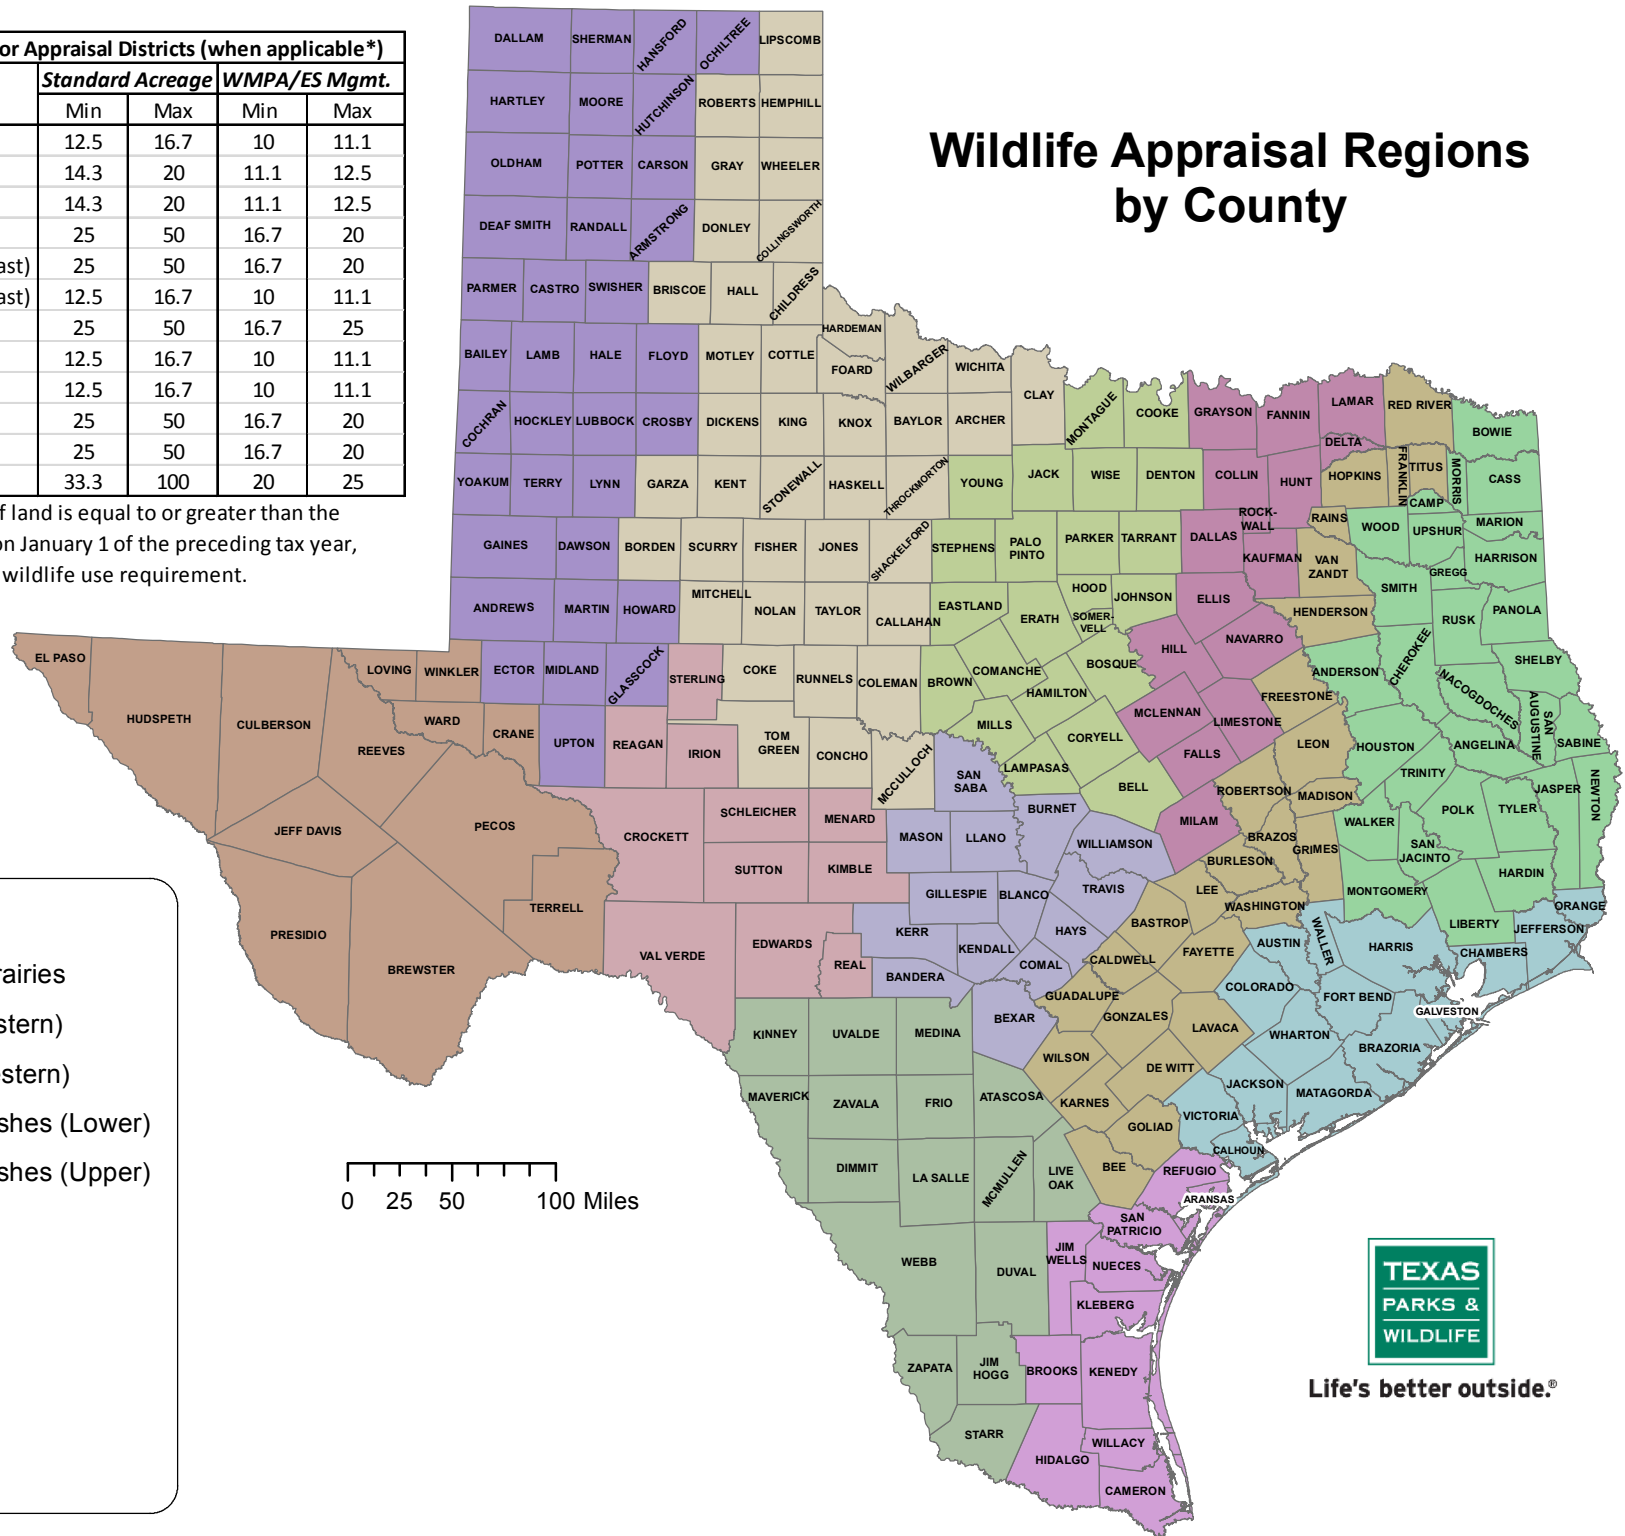 or Appraisal Districts (when applicable*)
Standard Acreage WMPA/ES Mgmt.
Min Max Min Max
12.5 16.7 10 11.1
14.3 20 11.1 12.5
14.3 20 11.1 12.5
25 50 16.7 20
ast) 25 50 16.7 20
ast) 12.5 16.7 10 11.1
25 50 16.7 25
12.5 16.7 10 11.1
12.5 16.7 10 11.1
25 50 16.7 20
25 50 16.7 20
33.3 100 20 25
f land is equal to or greater than the
on January 1 of the preceding tax year,
wildlife use requirement.
Wildlife Appraisal Regions
by County
DALLAM SHERMAN HANSFORD OCHILTREE LIPSCOMB
HARTLEY MOORE HUTCHINSON ROBERTS HEMPHILL
OLDHAM POTTER CARSON GRAY WHEELER
DEAF SMITH RANDALL ARMSTRONG DONLEY COLLINGSWORTH
PARMER CASTRO SWISHER BRISCOE HALL CHILDRESS
HARDEMAN
BAILEY LAMB HALE FLOYD MOTLEY COTTLE FOARD WILBARGER WICHITA
CLAY MONTAGUE COOKE GRAYSON FANNIN LAMAR RED RIVER
COCHRAN HOCKLEY LUBBOCK CROSBY DICKENS KING KNOX BAYLOR ARCHER
DELTA BOWIE
YOAKUM TERRY LYNN GARZA KENT STONEWALL HASKELL THROCKMORTON YOUNG JACK WISE DENTON COLLIN HUNT HOPKINS FRANKLIN TITUS MORRIS CASS
CAMP
ROCK-
WALL
RAINS WOOD UPSHUR MARION
GAINES DAWSON BORDEN SCURRY FISHER JONES SHACKELFORD STEPHENS PALO
PINTO
PARKER TARRANT DALLAS KAUFMAN VAN
ZANDT
HARRISON
GREGG
SMITH
ANDREWS MARTIN HOWARD MITCHELL NOLAN TAYLOR CALLAHAN EASTLAND ERATH HOOD SOMER-
VELL
JOHNSON ELLIS HENDERSON RUSK PANOLA
EL PASO LOVING WINKLER ECTOR MIDLAND GLASSCOCK STERLING COKE RUNNELS COLEMAN BROWN COMANCHE HAMILTON BOSQUE HILL NAVARRO ANDERSON CHEROKEE SHELBY
NACOGDOCHES
FREESTONE
HUDSPETH CULBERSON REEVES WARD CRANE UPTON REAGAN IRION TOM
GREEN
CONCHO MCCULLOCH MILLS CORYELL MCLENNAN LIMESTONE SAN
AUGUSTINE
SABINE
LEON HOUSTON ANGELINA
FALLS
SAN
SABA
LAMPASAS BELL ROBERTSON MADISON TRINITY JASPER NEWTON
JEFF DAVIS PECOS CROCKETT SCHLEICHER MENARD MASON LLANO BURNET WILLIAMSON MILAM BRAZOS GRIMES WALKER POLK TYLER
SAN
JACINTO
SUTTON KIMBLE BURLESON HARDIN
GILLESPIE BLANCO TRAVIS LEE WASHINGTON MONTGOMERY
TERRELL ORANGE
PRESIDIO BREWSTER VAL VERDE EDWARDS REAL KERR KENDALL HAYS BASTROP FAYETTE AUSTIN WALLER HARRIS LIBERTY JEFFERSON
CHAMBERS
BANDERA COMAL CALDWELL
COLORADO FORT BEND GALVESTON
KINNEY UVALDE MEDINA BEXAR GUADALUPE GONZALES LAVACA WHARTON BRAZORIA
WILSON DE WITT
JACKSON MATAGORDA
MAVERICK ZAVALA FRIO ATASCOSA KARNES GOLIAD VICTORIA
CALHOUN
DIMMIT LA SALLE MCMULLEN LIVE
OAK
BEE REFUGIO
ARANSAS
SAN
PATRICIO
WEBB DUVAL JIM
WELLS
NUECES
KLEBERG
ZAPATA JIM
HOGG
BROOKS KENEDY
STARR HIDALGO WILLACY
CAMERON
rairies
stern)
estern)
shes (Lower)
shes (Upper)
0 25 50 100 Miles
TEXAS
PARKS &
WILDLIFE
Life's better outside.®